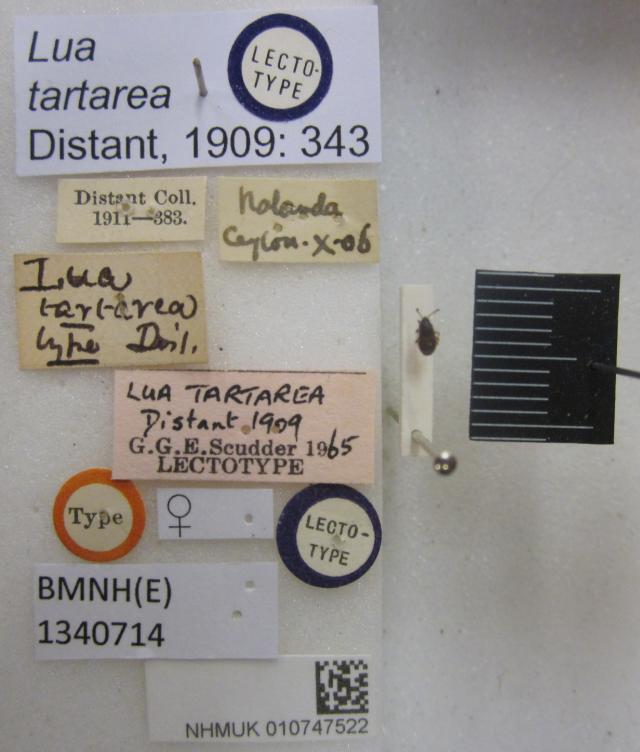 Lua
tartarea
Distant, 1909: 343
LECTO-
TYPE
Distant Coll.
1911—383.
Nalanda
Ceylon. X-06
Lua
tartarea
type Dist.
LUA TARTAREA
Distant 1909
G.G.E.Scudder 1965
LECTOTYPE
Type
♀
LECTO-
TYPE
BMNH(E)
1340714
NHMUK 010747522